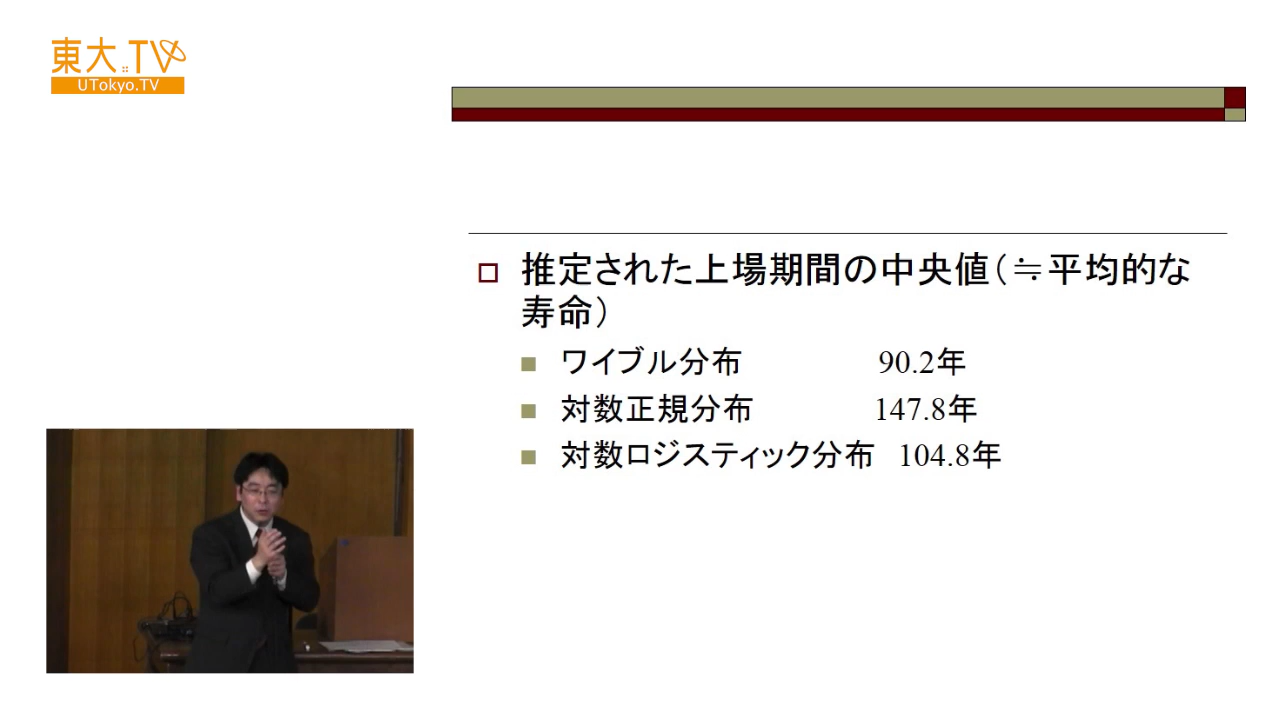 東大TV
UTokyo.TV
推定された上場期間の中央値（≒平均的な
寿命）
ワイブル分布 90.2年
対数正規分布 147.8年
対数ロジスティック分布 104.8年